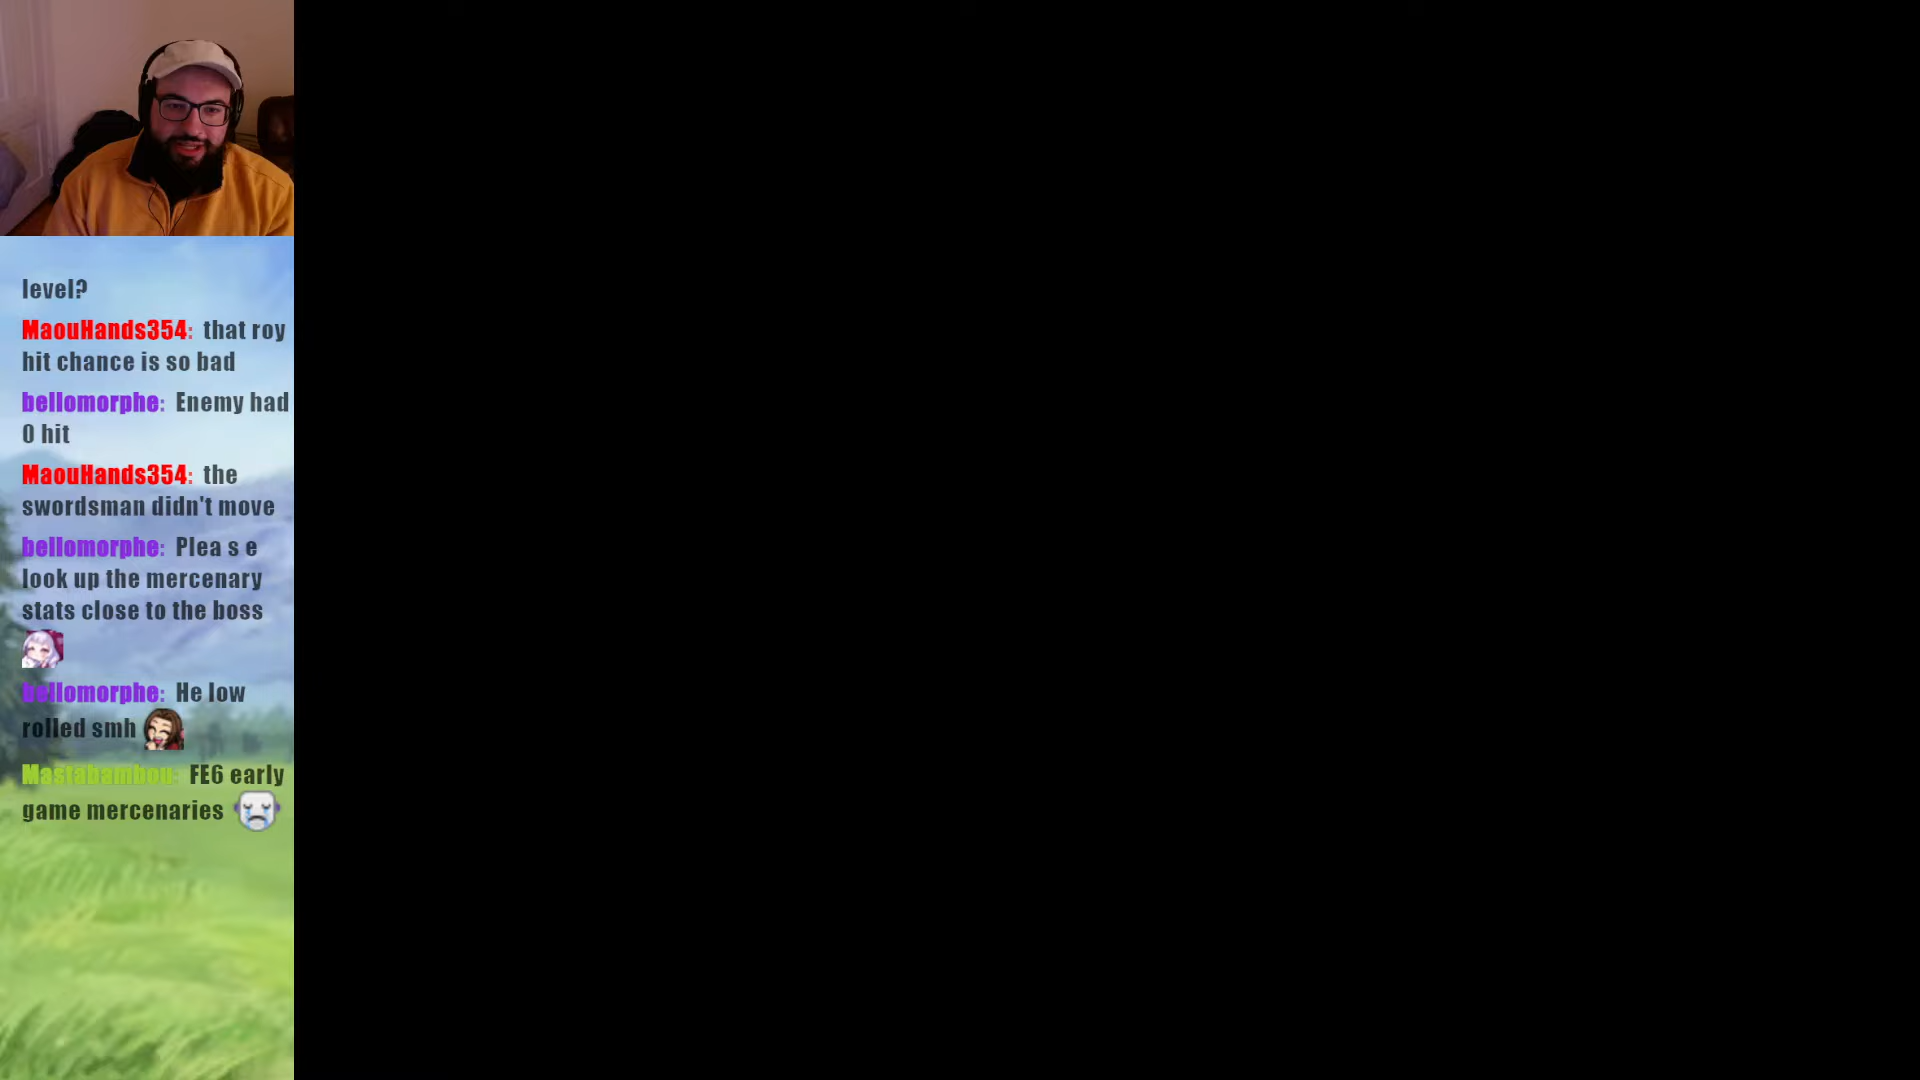 level?
MaouHands354: that roy
hit chance is so bad
bellomorphe: Enemy had
0 hit
MaouHands354: the
swordsman didn't move
bellomorphe: Plea s e
look up the mercenary
stats close to the boss
bellomorphe: He low
rolled smh
Mastabambou: FE6 early
game mercenaries